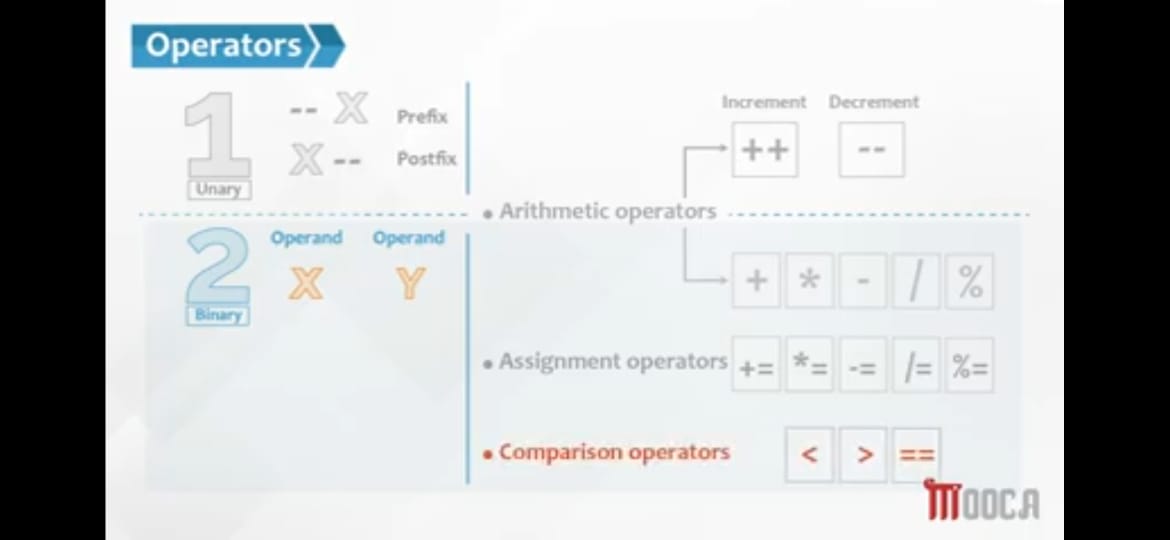 Operators
1
Unary
-- X Prefix
X -- Postfix
Increment Decrement
++ --
• Arithmetic operators
2
Binary
Operand Operand
X Y
+ * - / %
• Assignment operators += *= -= /= %=
• Comparison operators < > ==
MOOCA